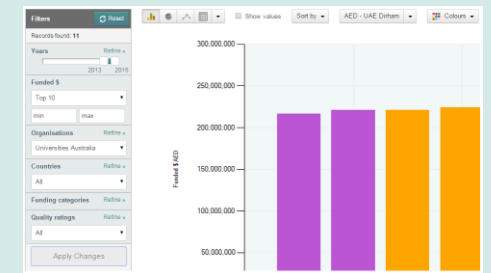 Filters
Reset
Records found: 11
Years
Refine »
2013
2015
Funded $
Top 10
min
max
Organisations
Refine »
Universities Australia
Countries
Refine »
All
Funding categories
Refine »
Quality ratings
Refine »
All
Apply Changes
Show values
Sort by
AED - UAE Dirham
Colours
300,000,000
250,000,000
200,000,000
150,000,000
100,000,000
50,000,000
Funded $ AED